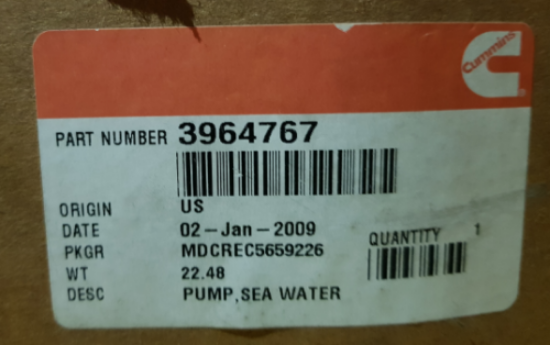 Cummins
PART NUMBER 3964767
ORIGIN US
DATE 02-Jan-2009
QUANTITY 1
PKGR MDCREC5659226
WT 22.48
DESC PUMP,SEA WATER